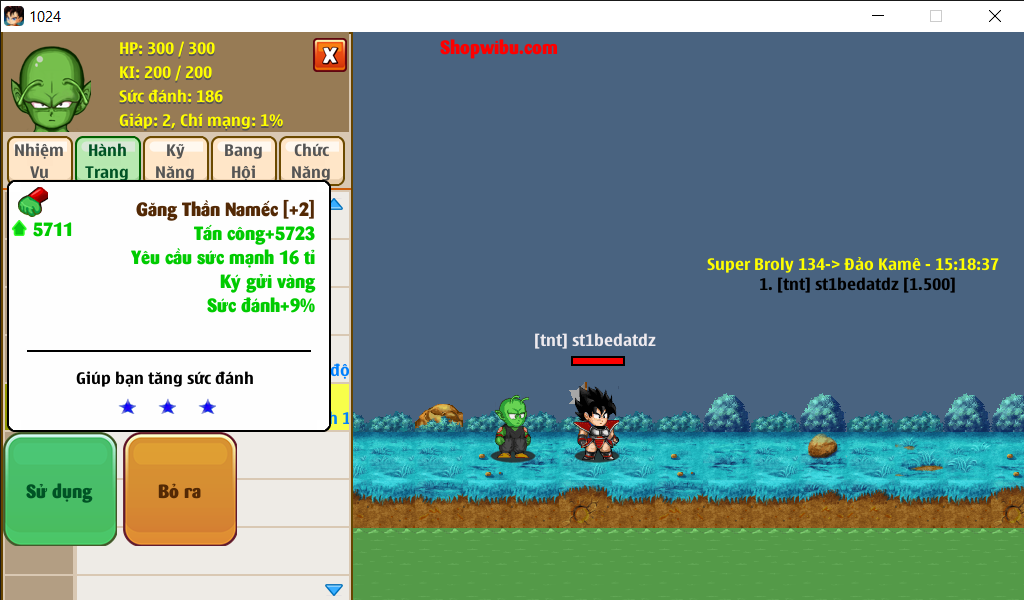 1024
HP: 300 / 300
KI: 200 / 200
Sức đánh: 186
Giáp: 2, Chí mạng: 1%
X
Nhiệm
Vụ
Hành
Trang
Kỹ
Năng
Bang
Hội
Chức
Năng
5711
Găng Thần Namếc [+2]
Tấn công+5723
Yêu cầu sức mạnh 16 tỉ
Ký gửi vàng
Sức đánh+9%
Giúp bạn tăng sức đánh
độ
h 1
Sử dụng
Bỏ ra
Shopwibu.com
Super Broly 134-> Đảo Kamê - 15:18:37
1. [tnt] st1bedatdz [1.500]
[tnt] st1bedatdz